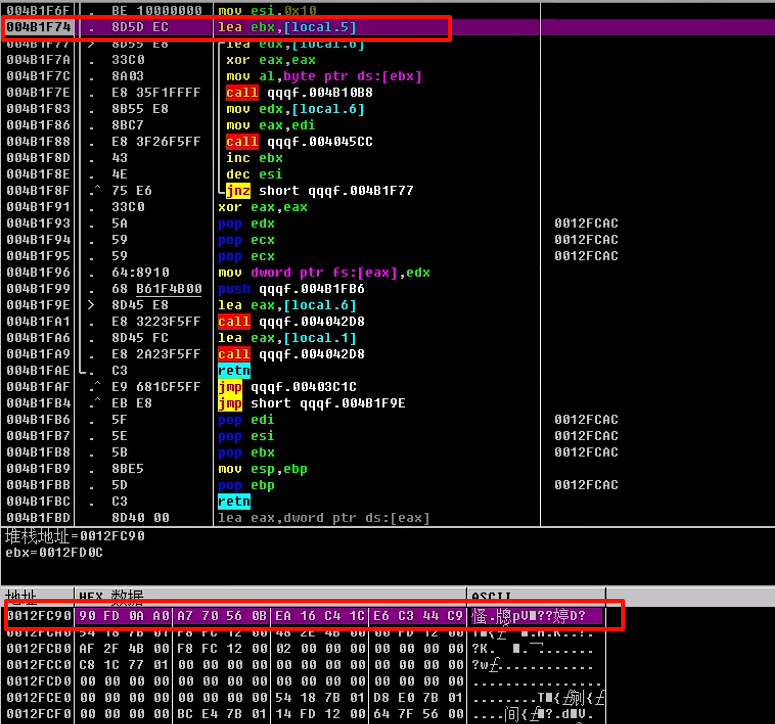 004B1F6F . BE 10000000 mov esi,0x10
004B1F74 . 8D5D EC lea ebx,[local.5]
004B1F77 > 8D55 E8 lea edx,[local.6]
004B1F7A . 33C0 xor eax,eax
004B1F7C . 8A03 mov al,byte ptr ds:[ebx]
004B1F7E . E8 35F1FFFF call qqqf.004B10B8
004B1F83 . 8B55 E8 mov edx,[local.6]
004B1F86 . 8BC7 mov eax,edi
004B1F88 . E8 3F26F5FF call qqqf.004045CC
004B1F8D . 43 inc ebx
004B1F8E . 4E dec esi
004B1F8F .^ 75 E6 jnz short qqqf.004B1F77
004B1F91 . 33C0 xor eax,eax
004B1F93 . 5A pop edx 0012FCAC
004B1F94 . 59 pop ecx 0012FCAC
004B1F95 . 59 pop ecx 0012FCAC
004B1F96 . 64:8910 mov dword ptr fs:[eax],edx
004B1F99 . 68 B61F4B00 push qqqf.004B1FB6
004B1F9E > 8D45 E8 lea eax,[local.6]
004B1FA1 . E8 3223F5FF call qqqf.004042D8
004B1FA6 . 8D45 FC lea eax,[local.1]
004B1FA9 . E8 2A23F5FF call qqqf.004042D8
004B1FAE . C3 retn
004B1FAF .^ E9 681CF5FF jmp qqqf.00403C1C
004B1FB4 .^ EB E8 jmp short qqqf.004B1F9E
004B1FB6 . 5F pop edi 0012FCAC
004B1FB7 . 5E pop esi 0012FCAC
004B1FB8 . 5B pop ebx 0012FCAC
004B1FB9 . 8BE5 mov esp,ebp
004B1FBB . 5D pop ebp 0012FCAC
004B1FBC . C3 retn
004B1FBD 8D40 00 lea eax,dword ptr ds:[eax]
堆栈地址=0012FC90
ebx=0012FD0C
地址 HEX 数据 ASCII
0012FC90 90 FD 0A A0 A7 70 56 0B EA 16 C4 1C E6 C3 44 C9
0012FCA0 54 18 7B 01 F8 FC 12 00 48 2E 4B 00 00 FD 12 00
0012FCB0 AF 2F 4B 00 F8 FC 12 00 02 00 00 00 00 00 00 00
0012FCC0 C8 1C 77 01 00 00 00 00 00 00 00 00 00 00 00 00
0012FCD0 00 00 00 00 00 00 00 00 00 00 00 00 00 00 00 00 ................
0012FCE0 00 00 00 00 00 00 00 00 54 18 7B 01 D8 E0 7B 01
0012FCF0 00 00 00 00 BC E4 7B 01 14 FD 12 00 64 7F 56 00